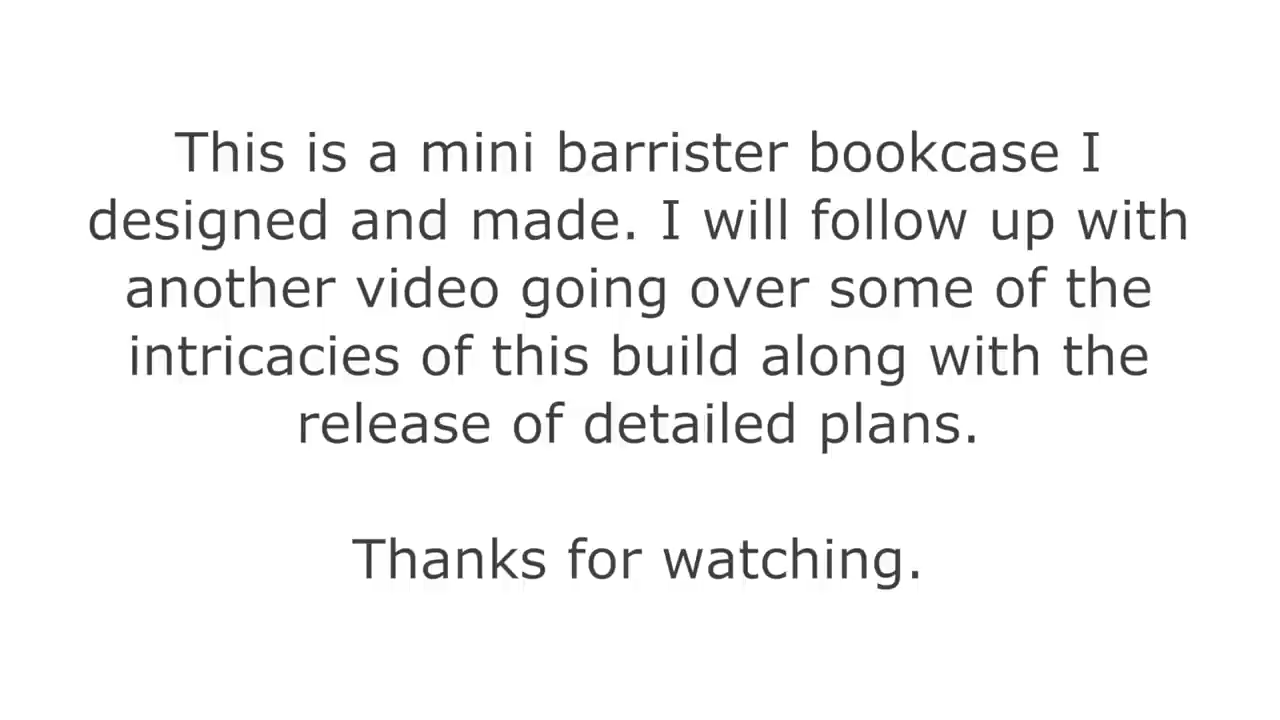 This is a mini barrister bookcase I
designed and made. I will follow up with
another video going over some of the
intricacies of this build along with the
release of detailed plans.
Thanks for watching.